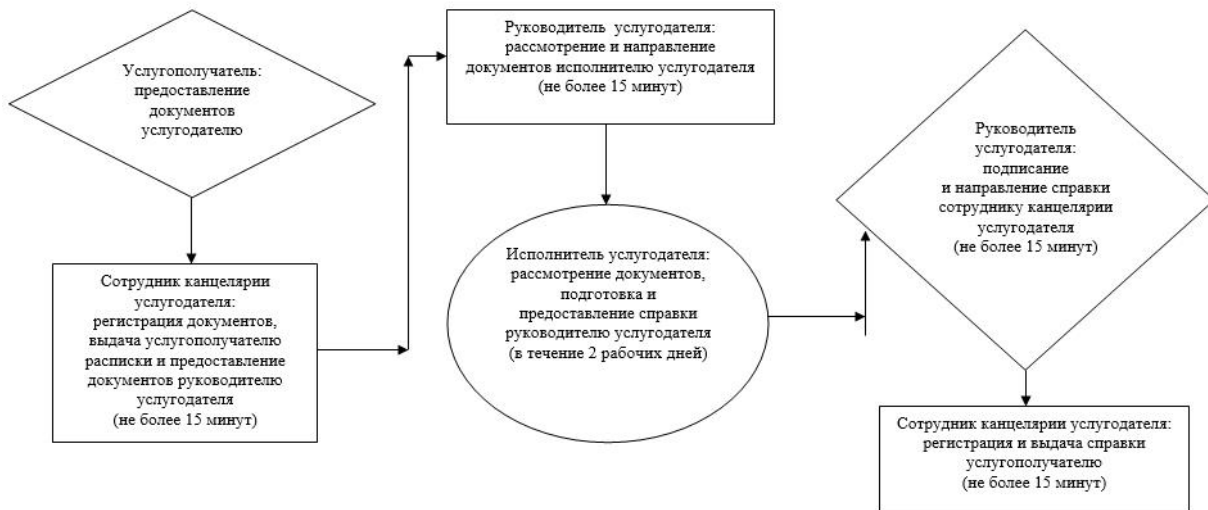 Услугополучатель:
предоставление
документов
услугодателю
Сотрудник канцелярии
услугодателя:
регистрация документов,
выдача услугополучателю
расписки и предоставление
документов руководителю
услугодателя
(не более 15 минут)
Руководитель услугодателя:
рассмотрение и направление
документов исполнителю услугодателя
(не более 15 минут)
Исполнитель услугодателя:
рассмотрение документов,
подготовка и
предоставление справки
руководителю услугодателя
(в течение 2 рабочих дней)
Руководитель
услугодателя:
подписание
и направление справки
сотруднику канцелярии
услугодателя
(не более 15 минут)
Сотрудник канцелярии услугодателя:
регистрация и выдача справки
услугополучателю
(не более 15 минут)